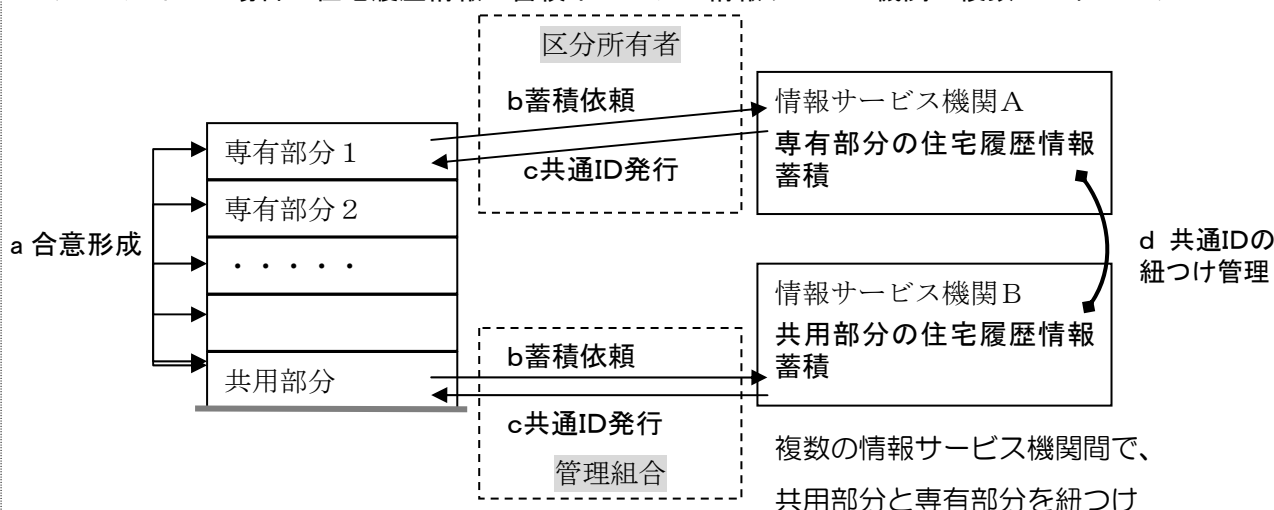 区分所有者
b蓄積依頼
c共通ID発行
情報サービス機関A
専有部分の住宅履歴情報
蓄積
専有部分1
専有部分2
・・・・・
共用部分
a 合意形成
d 共通IDの
紐つけ管理
情報サービス機関B
共用部分の住宅履歴情報
蓄積
b蓄積依頼
c共通ID発行
管理組合
複数の情報サービス機関間で、
共用部分と専有部分を紐つけ